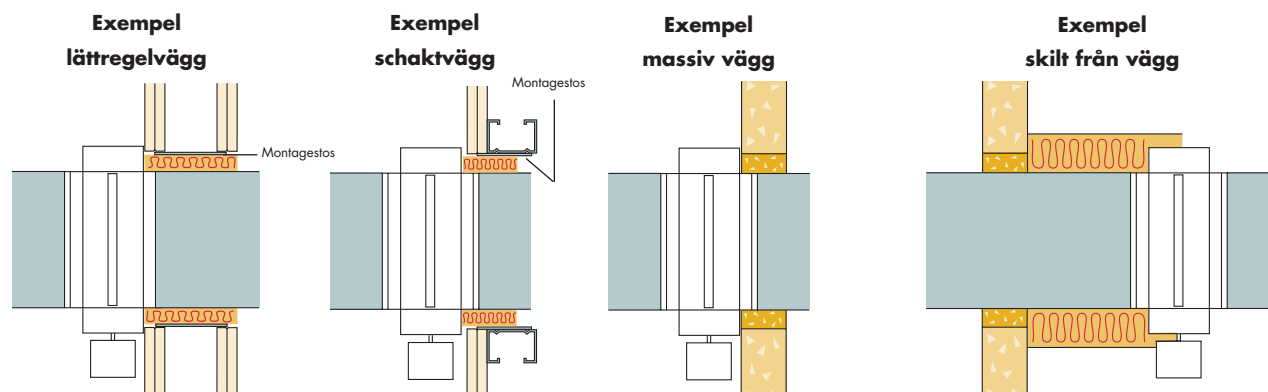 Exempel
lättregelvägg
Exempel
schaktvägg
Exempel
massiv vägg
Exempel
skilt från vägg
Montagestos
Montagestos